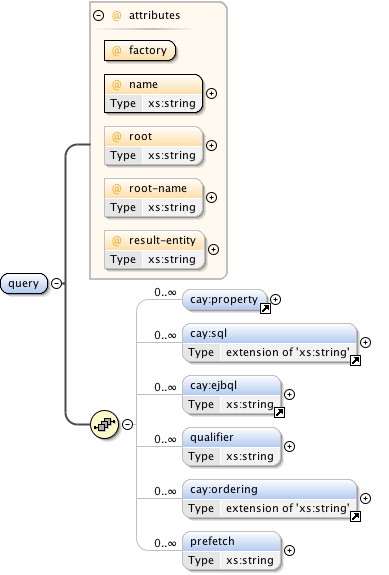 @ attributes
@ factory
@ name
Type xs:string
@ root
Type xs:string
@ root-name
Type xs:string
@ result-entity
Type xs:string
query
0..∞ cay:property
0..∞ cay:sql
Type extension of 'xs:string'
0..∞ cay:ejbql
Type xs:string
0..∞ qualifier
Type xs:string
0..∞ cay:ordering
Type extension of 'xs:string'
0..∞ prefetch
Type xs:string